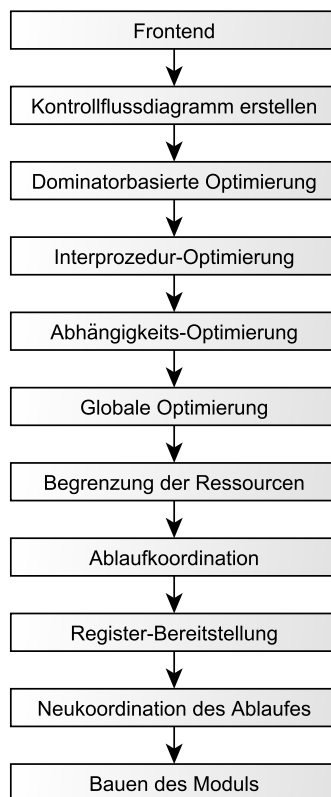 Frontend
Kontrollflussdiagramm erstellen
Dominatorbasierte Optimierung
Interprozedur-Optimierung
Abhängigkeits-Optimierung
Globale Optimierung
Begrenzung der Ressourcen
Ablaufkoordination
Register-Bereitstellung
Neukoordination des Ablaufes
Bauen des Moduls